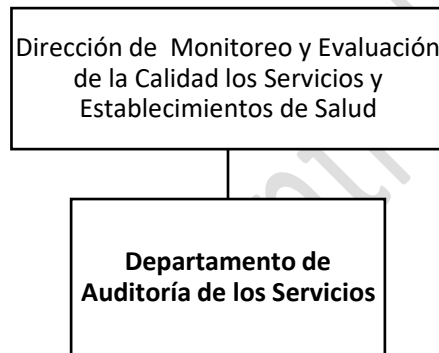 Dirección de Monitoreo y Evaluación
de la Calidad los Servicios y
Establecimientos de Salud
Departamento de
Auditoría de los Servicios